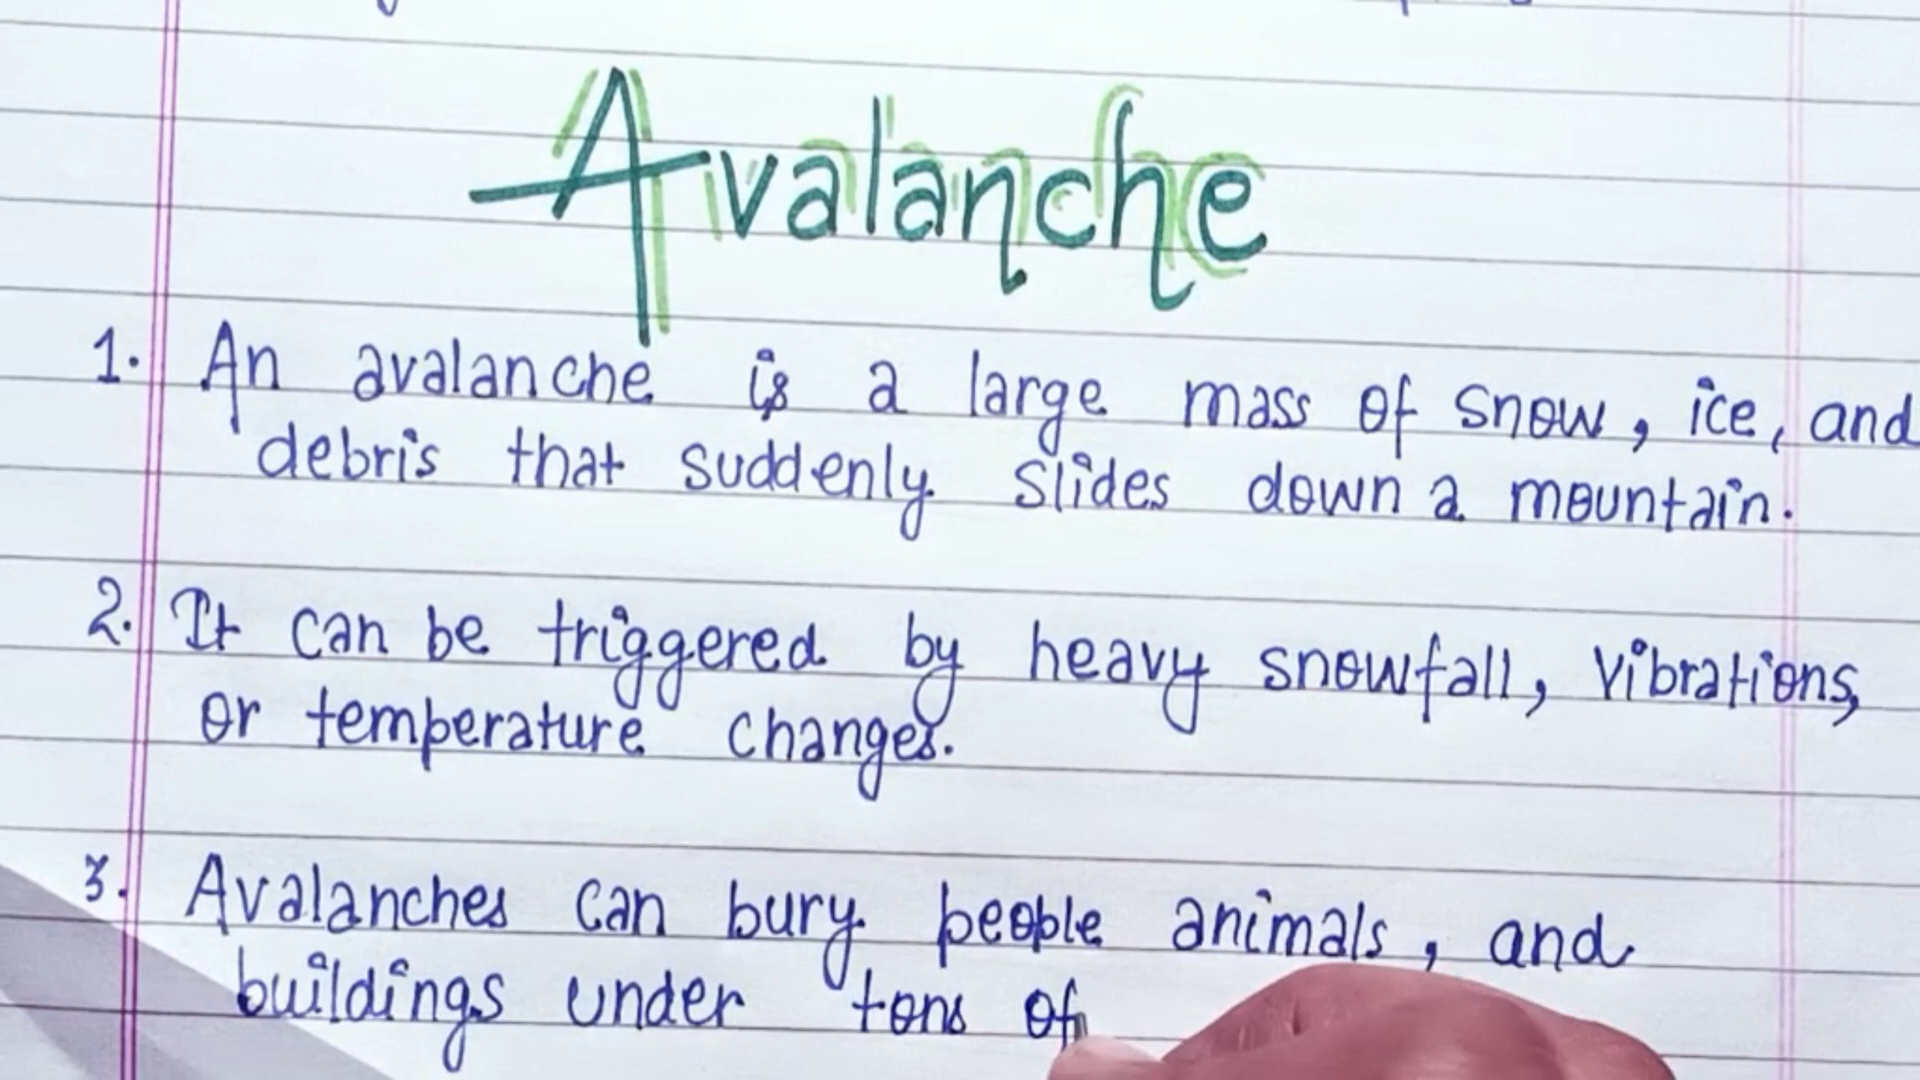 Avalanche
1. An avalanche is a large mass of snow, ice, and
debris that suddenly slides down a mountain.
2. It can be triggered by heavy snowfall, vibrations,
or temperature changes.
3. Avalanches can bury people animals, and
buildings under tons of